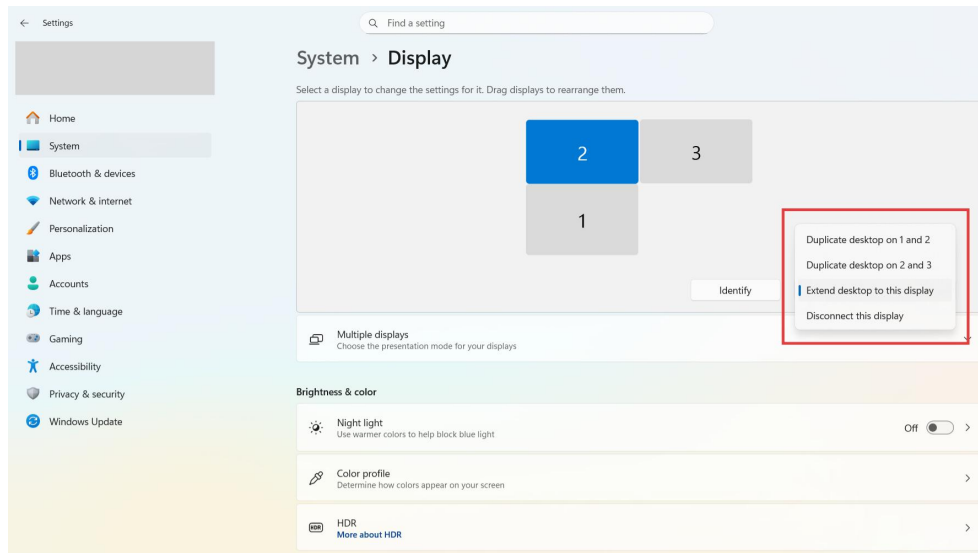 Settings
Find a setting
System > Display
Select a display to change the settings for it. Drag displays to rearrange them.
Home
System
Bluetooth & devices
Network & internet
Personalization
Apps
Accounts
Time & language
Gaming
Accessibility
Privacy & security
Windows Update
2
3
1
Identify
Duplicate desktop on 1 and 2
Duplicate desktop on 2 and 3
Extend desktop to this display
Disconnect this display
Multiple displays
Choose the presentation mode for your displays
Brightness & color
Night light
Use warmer colors to help block blue light
Off
Color profile
Determine how colors appear on your screen
HDR
HDR
More about HDR